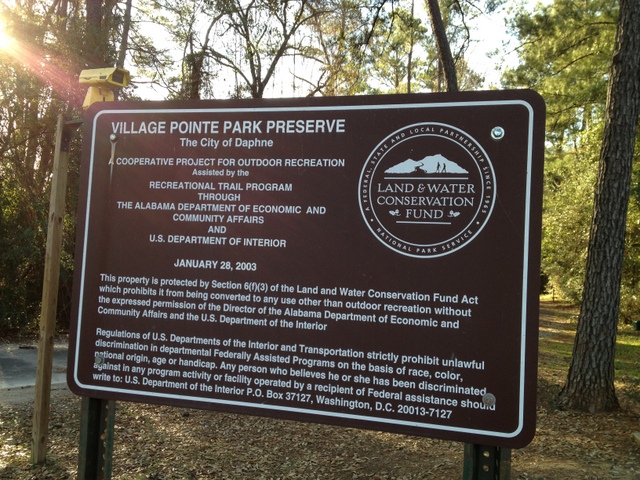 VILLAGE POINTE PARK PRESERVE
The City of Daphne
A COOPERATIVE PROJECT FOR OUTDOOR RECREATION
Assisted by the
RECREATIONAL TRAIL PROGRAM
THROUGH
THE ALABAMA DEPARTMENT OF ECONOMIC AND
COMMUNITY AFFAIRS
AND
U.S. DEPARTMENT OF INTERIOR
JANUARY 28, 2003
A FEDERAL, STATE AND LOCAL PARTNERSHIP SINCE 1965
LAND & WATER
CONSERVATION
FUND
NATIONAL PARK SERVICE
This property is protected by Section 6(f)(3) of the Land and Water Conservation Fund Act
which prohibits it from being converted to any use other than outdoor recreation without
the expressed permission of the Director of the Alabama Department of Economic and
Community Affairs and the U.S. Department of the Interior
Regulations of U.S. Departments of the Interior and Transportation strictly prohibit unlawful
discrimination in departmental Federally Assisted Programs on the basis of race, color,
national origin, age or handicap. Any person who believes he or she has been discriminated
against in any program activity or facility operated by a recipient of Federal assistance should
write to: U.S. Department of the Interior P.O. Box 37127, Washington, D.C. 20013-7127